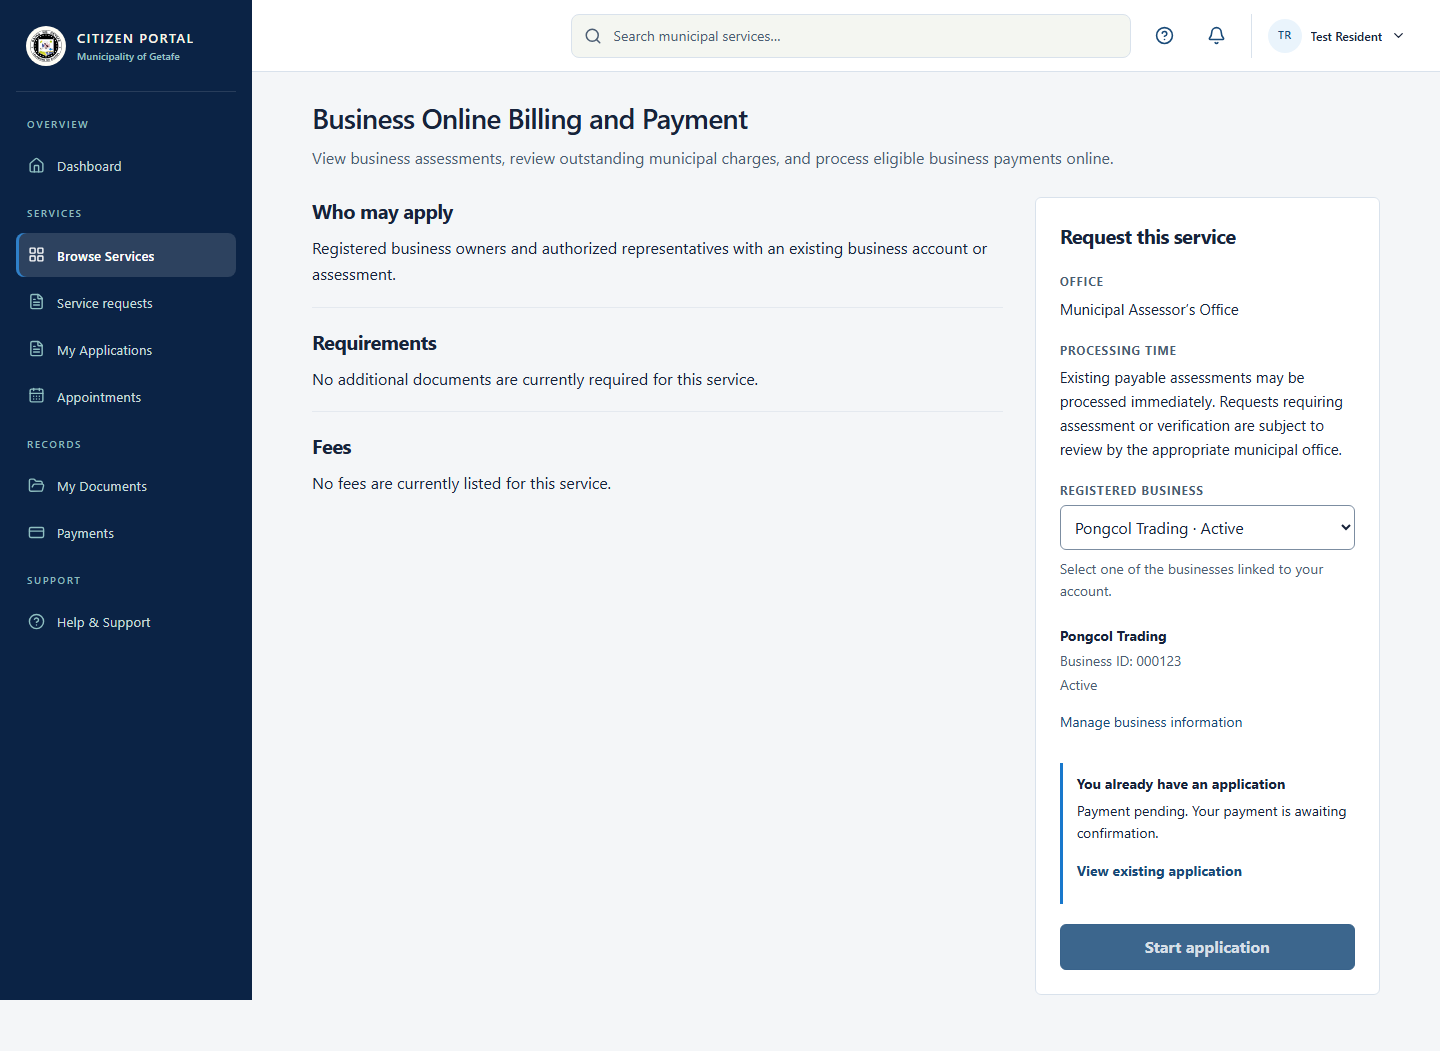 CITIZEN PORTAL
Municipality of Getafe
OVERVIEW
Dashboard
SERVICES
Browse Services
Service requests
My Applications
Appointments
RECORDS
My Documents
Payments
SUPPORT
Help & Support
Search municipal services...
TR
Test Resident
Business Online Billing and Payment
View business assessments, review outstanding municipal charges, and process eligible business payments online.
Who may apply
Registered business owners and authorized representatives with an existing business account or
assessment.
Requirements
No additional documents are currently required for this service.
Fees
No fees are currently listed for this service.
Request this service
OFFICE
Municipal Assessor’s Office
PROCESSING TIME
Existing payable assessments may be
processed immediately. Requests requiring
assessment or verification are subject to
review by the appropriate municipal office.
REGISTERED BUSINESS
Pongcol Trading · Active
Select one of the businesses linked to your
account.
Pongcol Trading
Business ID: 000123
Active
Manage business information
You already have an application
Payment pending. Your payment is awaiting
confirmation.
View existing application
Start application